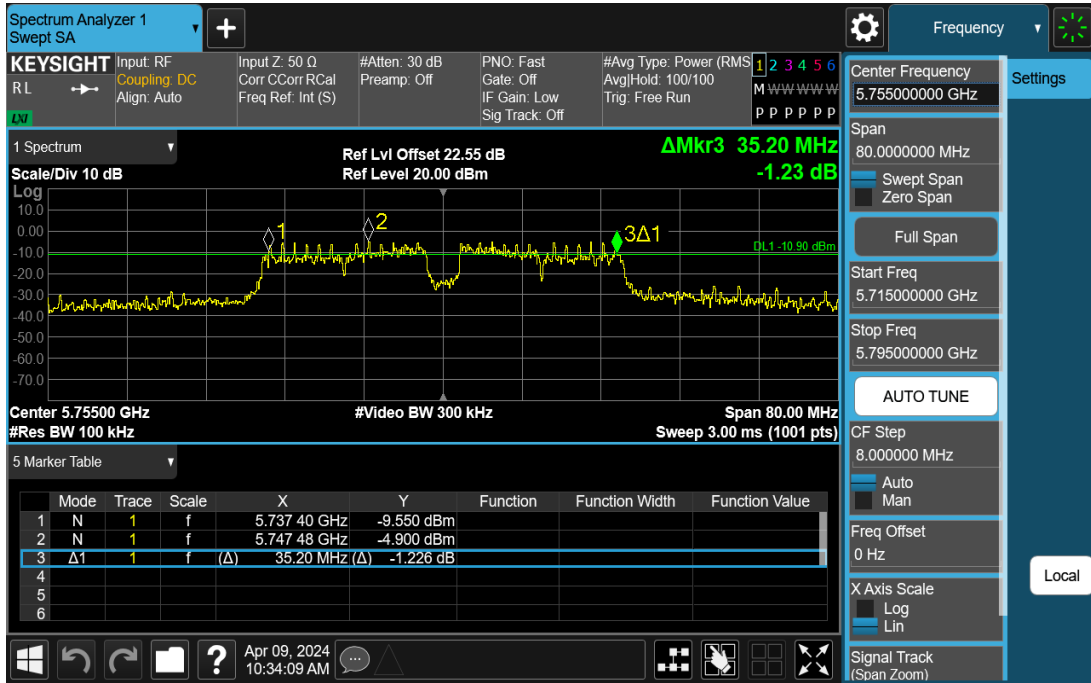 Spectrum Analyzer 1
Swept SA
+
Frequency
KEYSIGHT
R L
LXI
Input: RF
Coupling: DC
Align: Auto
Input Z: 50 Ω
Corr CCorr RCal
Freq Ref: Int (S)
#Atten: 30 dB
Preamp: Off
PNO: Fast
Gate: Off
IF Gain: Low
Sig Track: Off
#Avg Type: Power (RMS
Avg|Hold: 100/100
Trig: Free Run
1 2 3 4 5 6
M W W W W W
P P P P P P
1 Spectrum
Scale/Div 10 dB
Ref Lvl Offset 22.55 dB
Ref Level 20.00 dBm
ΔMkr3 35.20 MHz
-1.23 dB
Log
10.0
0.00
-10.0
-20.0
-30.0
-40.0
-50.0
-60.0
-70.0
1
2
3Δ1
DL1 -10.90 dBm
Center 5.75500 GHz
#Video BW 300 kHz
Span 80.00 MHz
#Res BW 100 kHz
Sweep 3.00 ms (1001 pts)
5 Marker Table
Mode Trace Scale X Y Function Function Width Function Value
1 N 1 f 5.737 40 GHz -9.550 dBm
2 N 1 f 5.747 48 GHz -4.900 dBm
3 Δ1 1 f (Δ) 35.20 MHz (Δ) -1.226 dB
4
5
6
?
Apr 09, 2024
10:34:09 AM
Center Frequency
5.755000000 GHz
Settings
Span
80.0000000 MHz
Swept Span
Zero Span
Full Span
Start Freq
5.715000000 GHz
Stop Freq
5.795000000 GHz
AUTO TUNE
CF Step
8.000000 MHz
Auto
Man
Freq Offset
0 Hz
X Axis Scale
Log
Lin
Local
Signal Track
(Span Zoom)